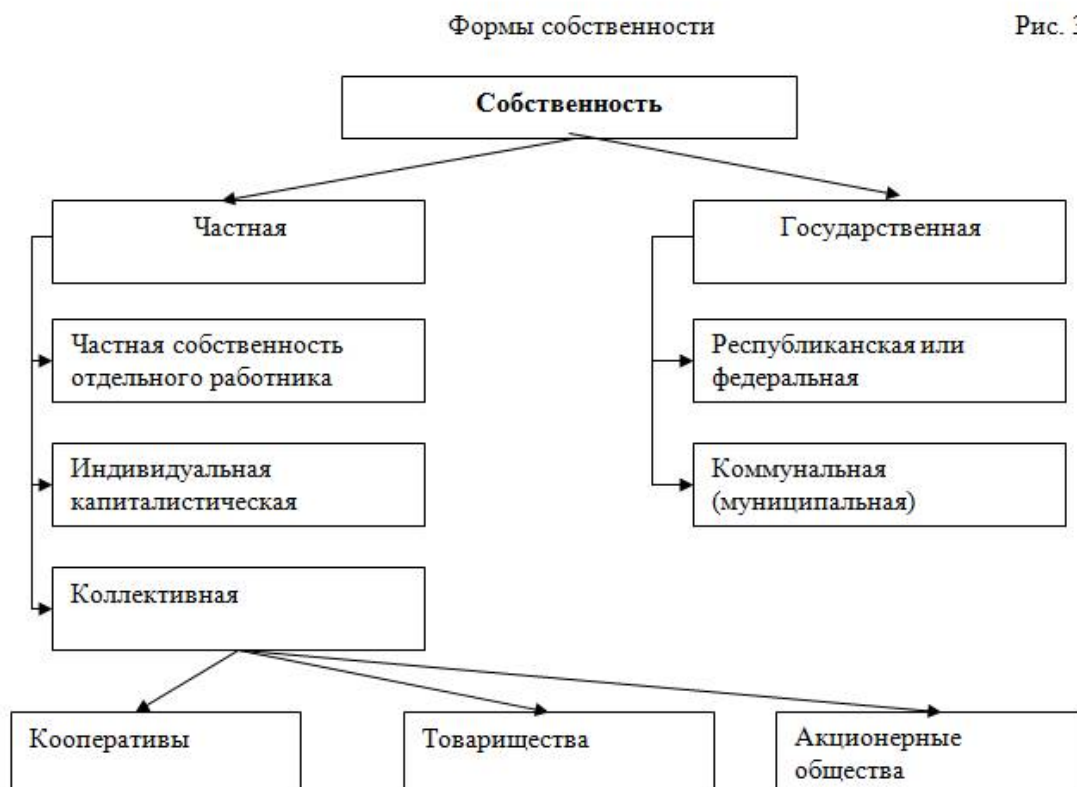 Формы собственности
Рис. 3
Собственность
Частная
Государственная
Частная собственность
отдельного работника
Республиканская или
федеральная
Индивидуальная
капиталистическая
Коммунальная
(муниципальная)
Коллективная
Кооперативы
Товарищества
Акционерные
общества